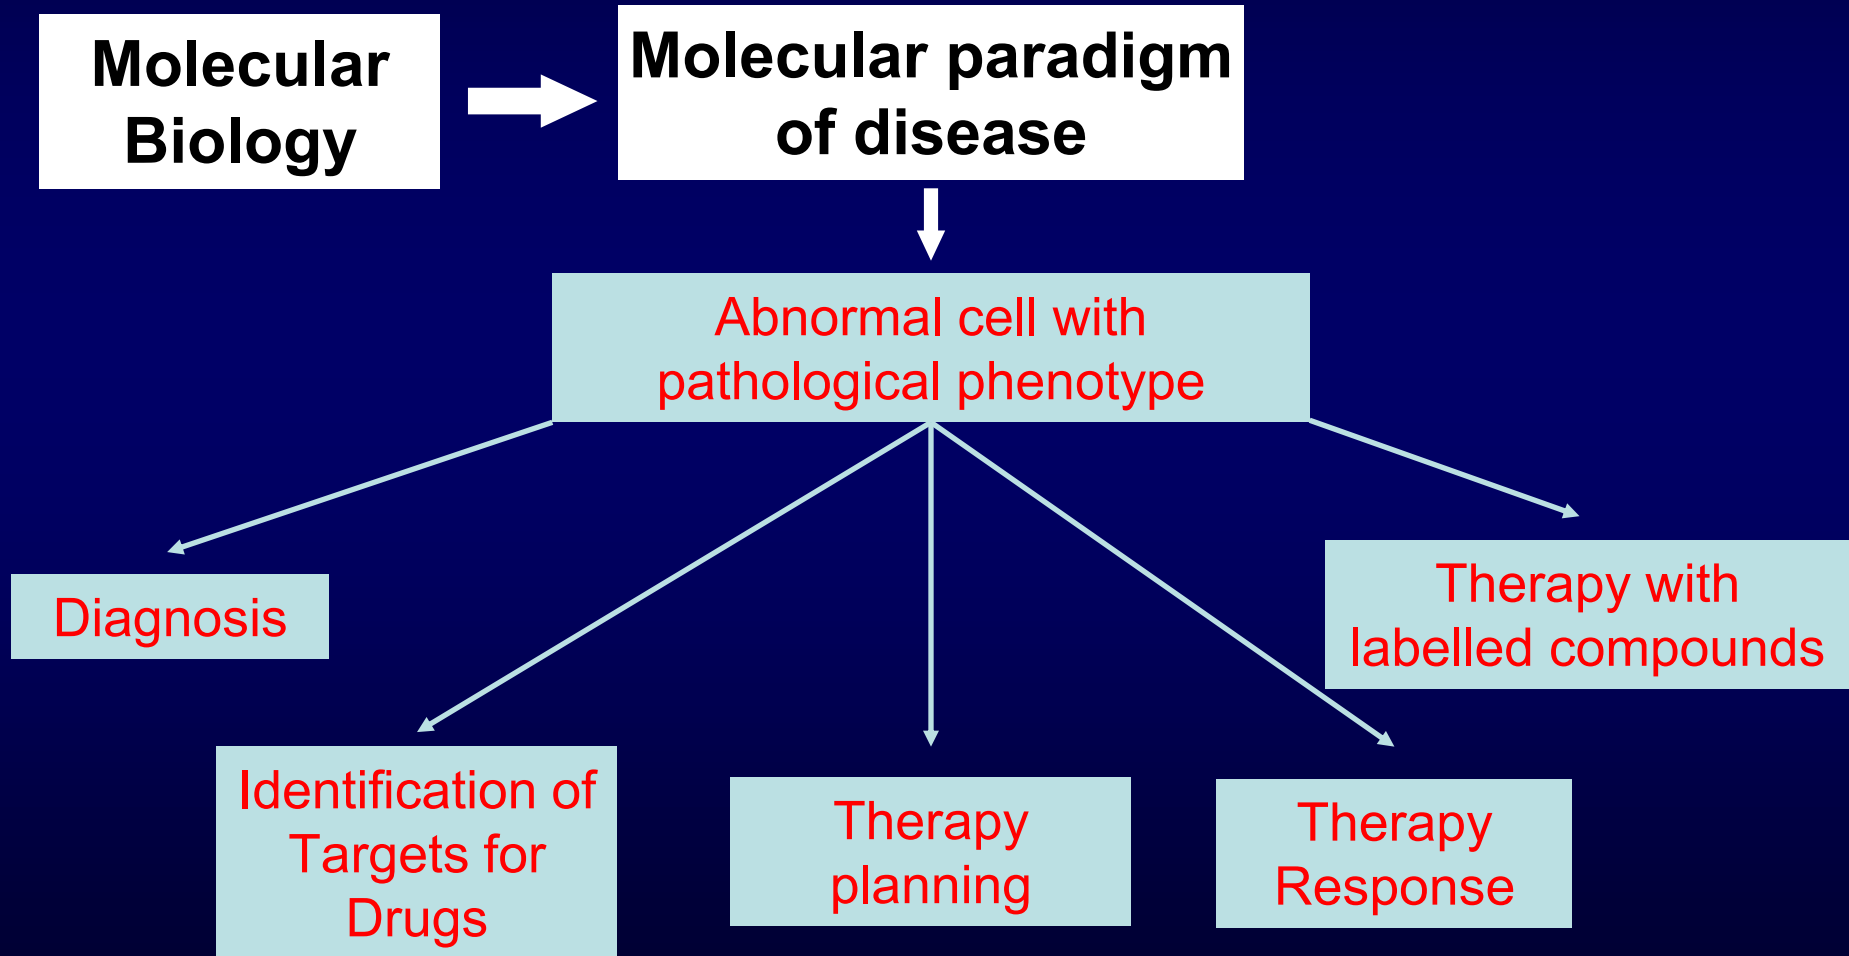 Molecular
Biology
Molecular paradigm
of disease
Abnormal cell with
pathological phenotype
Diagnosis
Therapy with
labelled compounds
Identification of
Targets for
Drugs
Therapy
planning
Therapy
Response